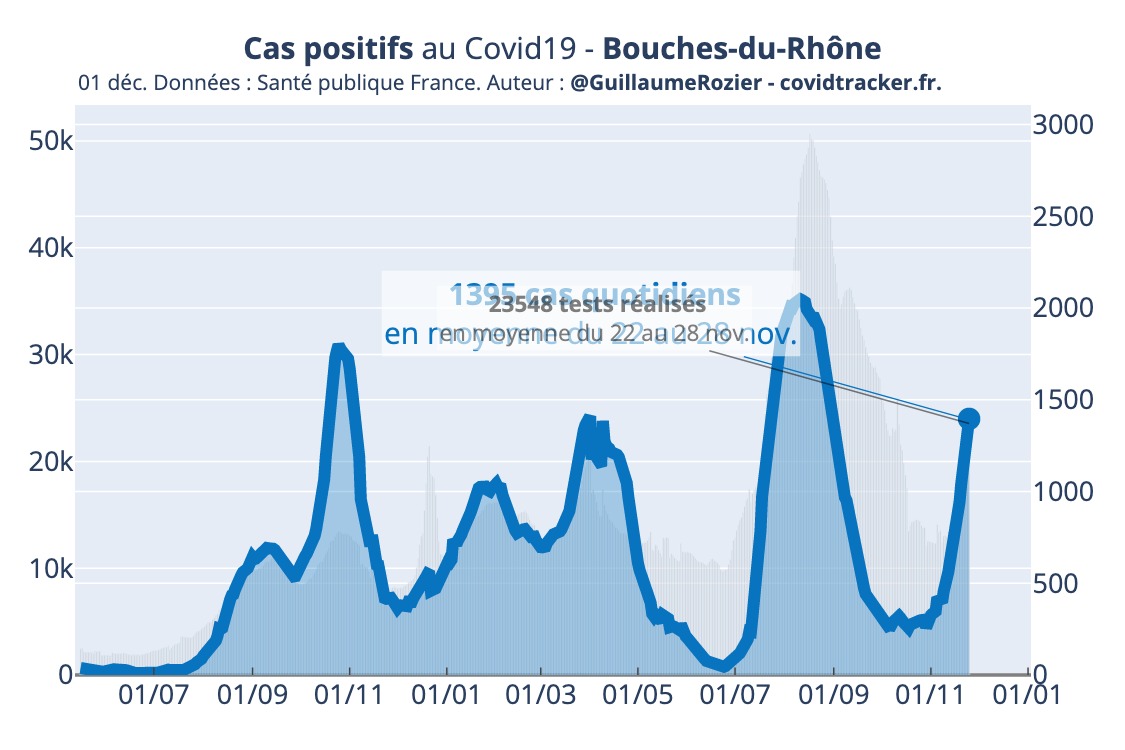 Cas positifs au Covid19 - Bouches-du-Rhône
01 déc. Données : Santé publique France. Auteur : @GuillaumeRozier - covidtracker.fr.
50k
40k
30k
20k
10k
0
3000
2500
2000
1500
1000
500
0
1395 cas quotidiens
en moyenne du 22 au 28 nov.
23548 tests réalisés
en moyenne du 22 au 28 nov.
01/07 01/09 01/11 01/01 01/03 01/05 01/07 01/09 01/11 01/01